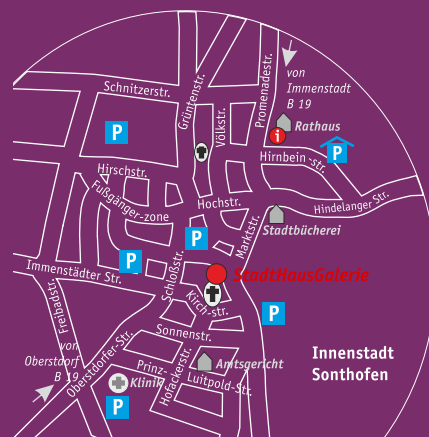 Schnitzerstr.
Grüntenstr.
Völkstr.
Promenadestr.
von
Immenstadt
B 19
P
i
Rathaus
P
Hirnbein -str.
Hirschstr.
Fußgänger-zone
Hochstr.
Hindelanger Str.
Stadtbücherei
P
Marktstr.
P
Immenstädter Str.
Schloßstr.
StadtHausGalerie
Kirch-str.
P
Freibadstr.
Sonnenstr.
von
Oberstdorf
B 19
Oberstdorfer-Str.
Prinz-
Luitpold-Str.
Hofackerstr.
Amtsgericht
Klinik
P
Innenstadt
Sonthofen